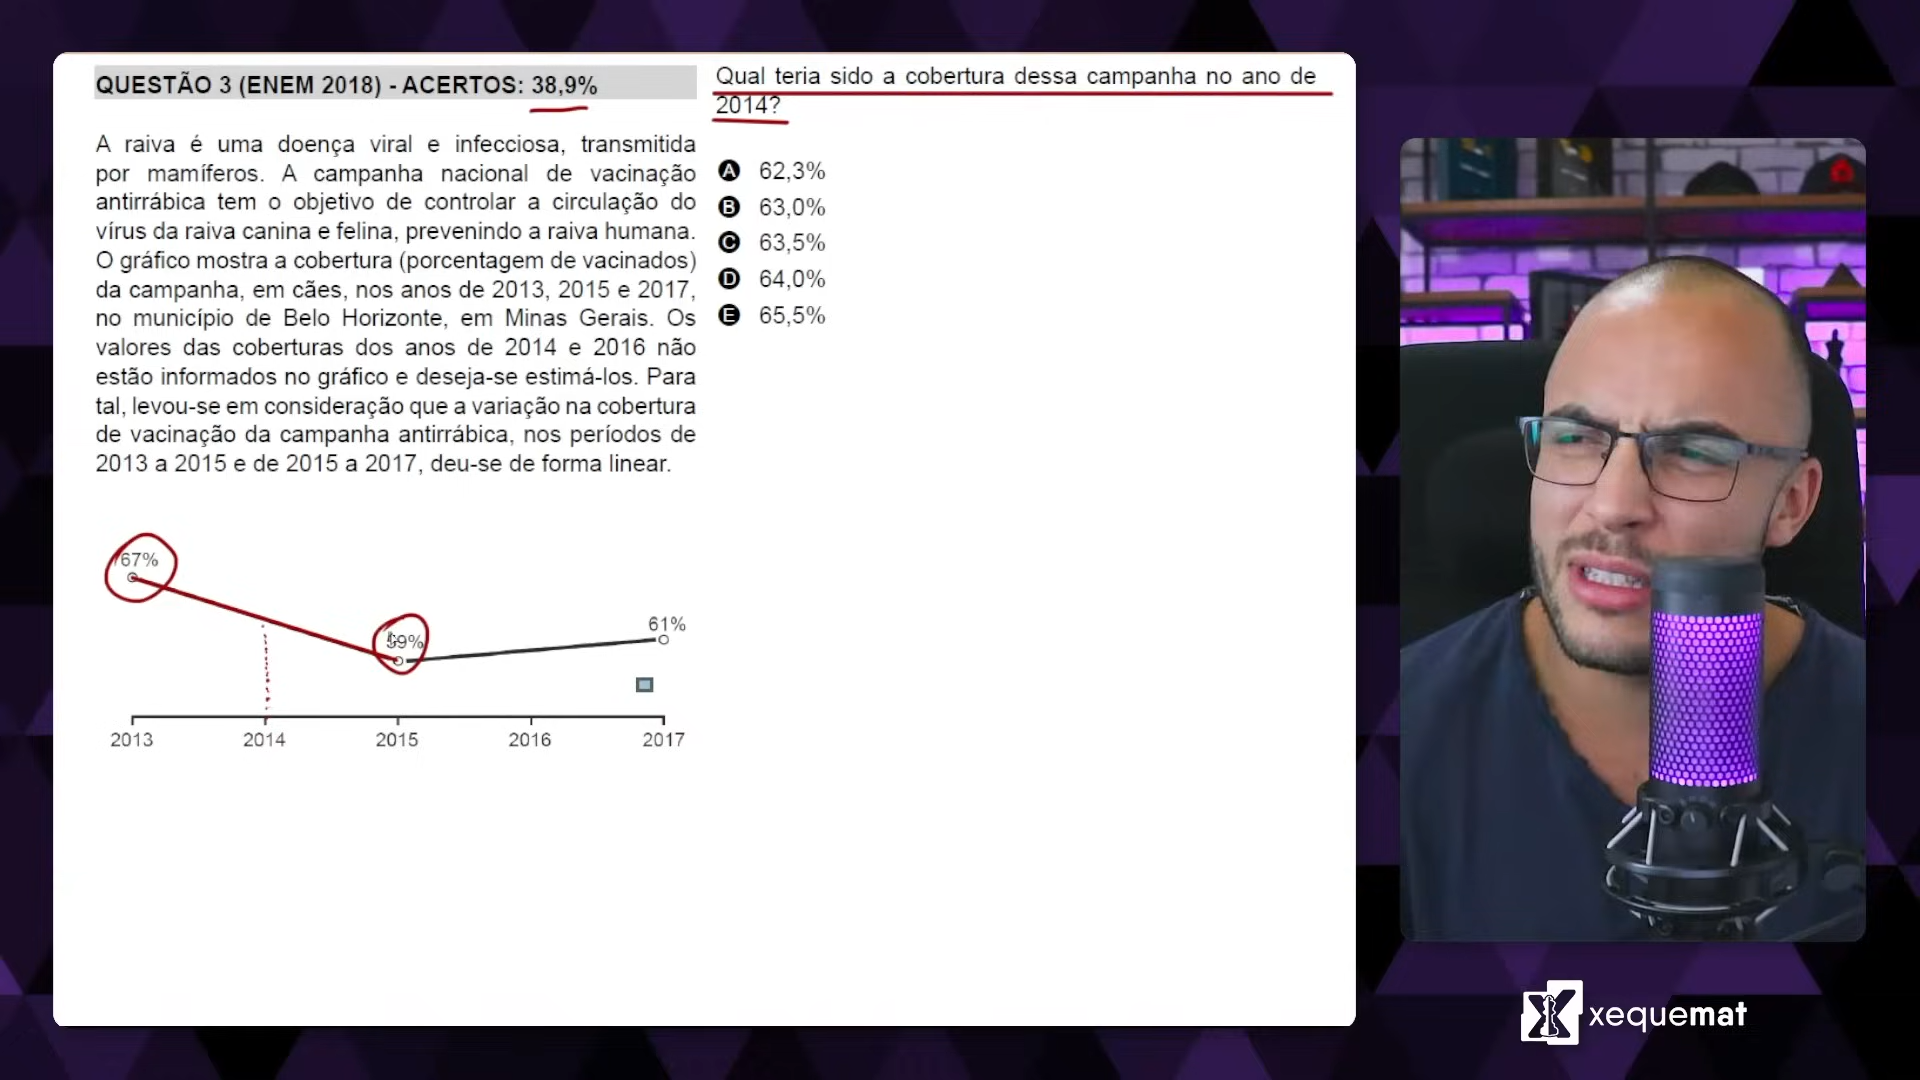 QUESTÃO 3 (ENEM 2018) - ACERTOS: 38,9%
A raiva é uma doença viral e infecciosa, transmitida
por mamíferos. A campanha nacional de vacinação
antirrábica tem o objetivo de controlar a circulação do
vírus da raiva canina e felina, prevenindo a raiva humana.
O gráfico mostra a cobertura (porcentagem de vacinados)
da campanha, em cães, nos anos de 2013, 2015 e 2017,
no município de Belo Horizonte, em Minas Gerais. Os
valores das coberturas dos anos de 2014 e 2016 não
estão informados no gráfico e deseja-se estimá-los. Para
tal, levou-se em consideração que a variação na cobertura
de vacinação da campanha antirrábica, nos períodos de
2013 a 2015 e de 2015 a 2017, deu-se de forma linear.
67%
59%
61%
2013 2014 2015 2016 2017
Qual teria sido a cobertura dessa campanha no ano de
2014?
A 62,3%
B 63,0%
C 63,5%
D 64,0%
E 65,5%
xequemat